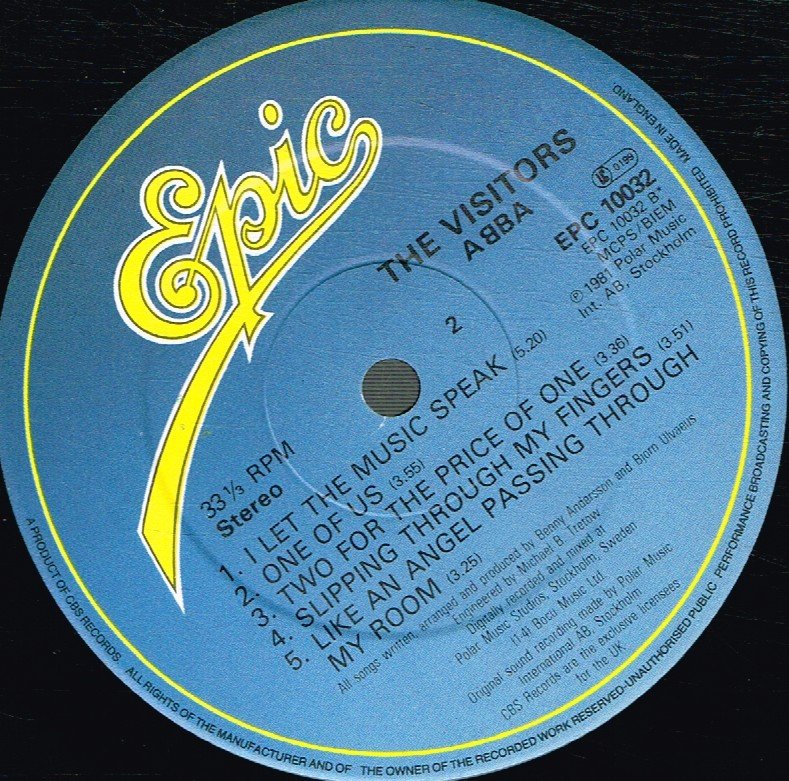 Epic
THE VISITORS
ABBA
LC 0199
EPC 10032
EPC 10032 B*
MCPS/BIEM
℗ 1981 Polar Music
Int. AB, Stockholm
2
33 1/3 RPM
Stereo
1. I LET THE MUSIC SPEAK (5.20)
2. ONE OF US (3.55)
3. TWO FOR THE PRICE OF ONE (3.36)
4. SLIPPING THROUGH MY FINGERS (3.51)
5. LIKE AN ANGEL PASSING THROUGH
MY ROOM (3.25)
All songs written, arranged and produced by Benny Andersson and Bjorn Ulvaeus
Engineered by Michael B. Tretow
Digitally recorded and mixed at
Polar Music Studios, Stockholm, Sweden
(1.4) Bocu Music Ltd.
Original sound recording made by Polar Music
International AB, Stockholm
CBS Records are the exclusive licensees
for the UK
A PRODUCT OF CBS RECORDS ALL RIGHTS OF THE MANUFACTURER AND OF THE OWNER OF THE RECORDED WORK RESERVED-UNAUTHORISED PUBLIC PERFORMANCE BROADCASTING AND COPYING OF THIS RECORD PROHIBITED MADE IN ENGLAND